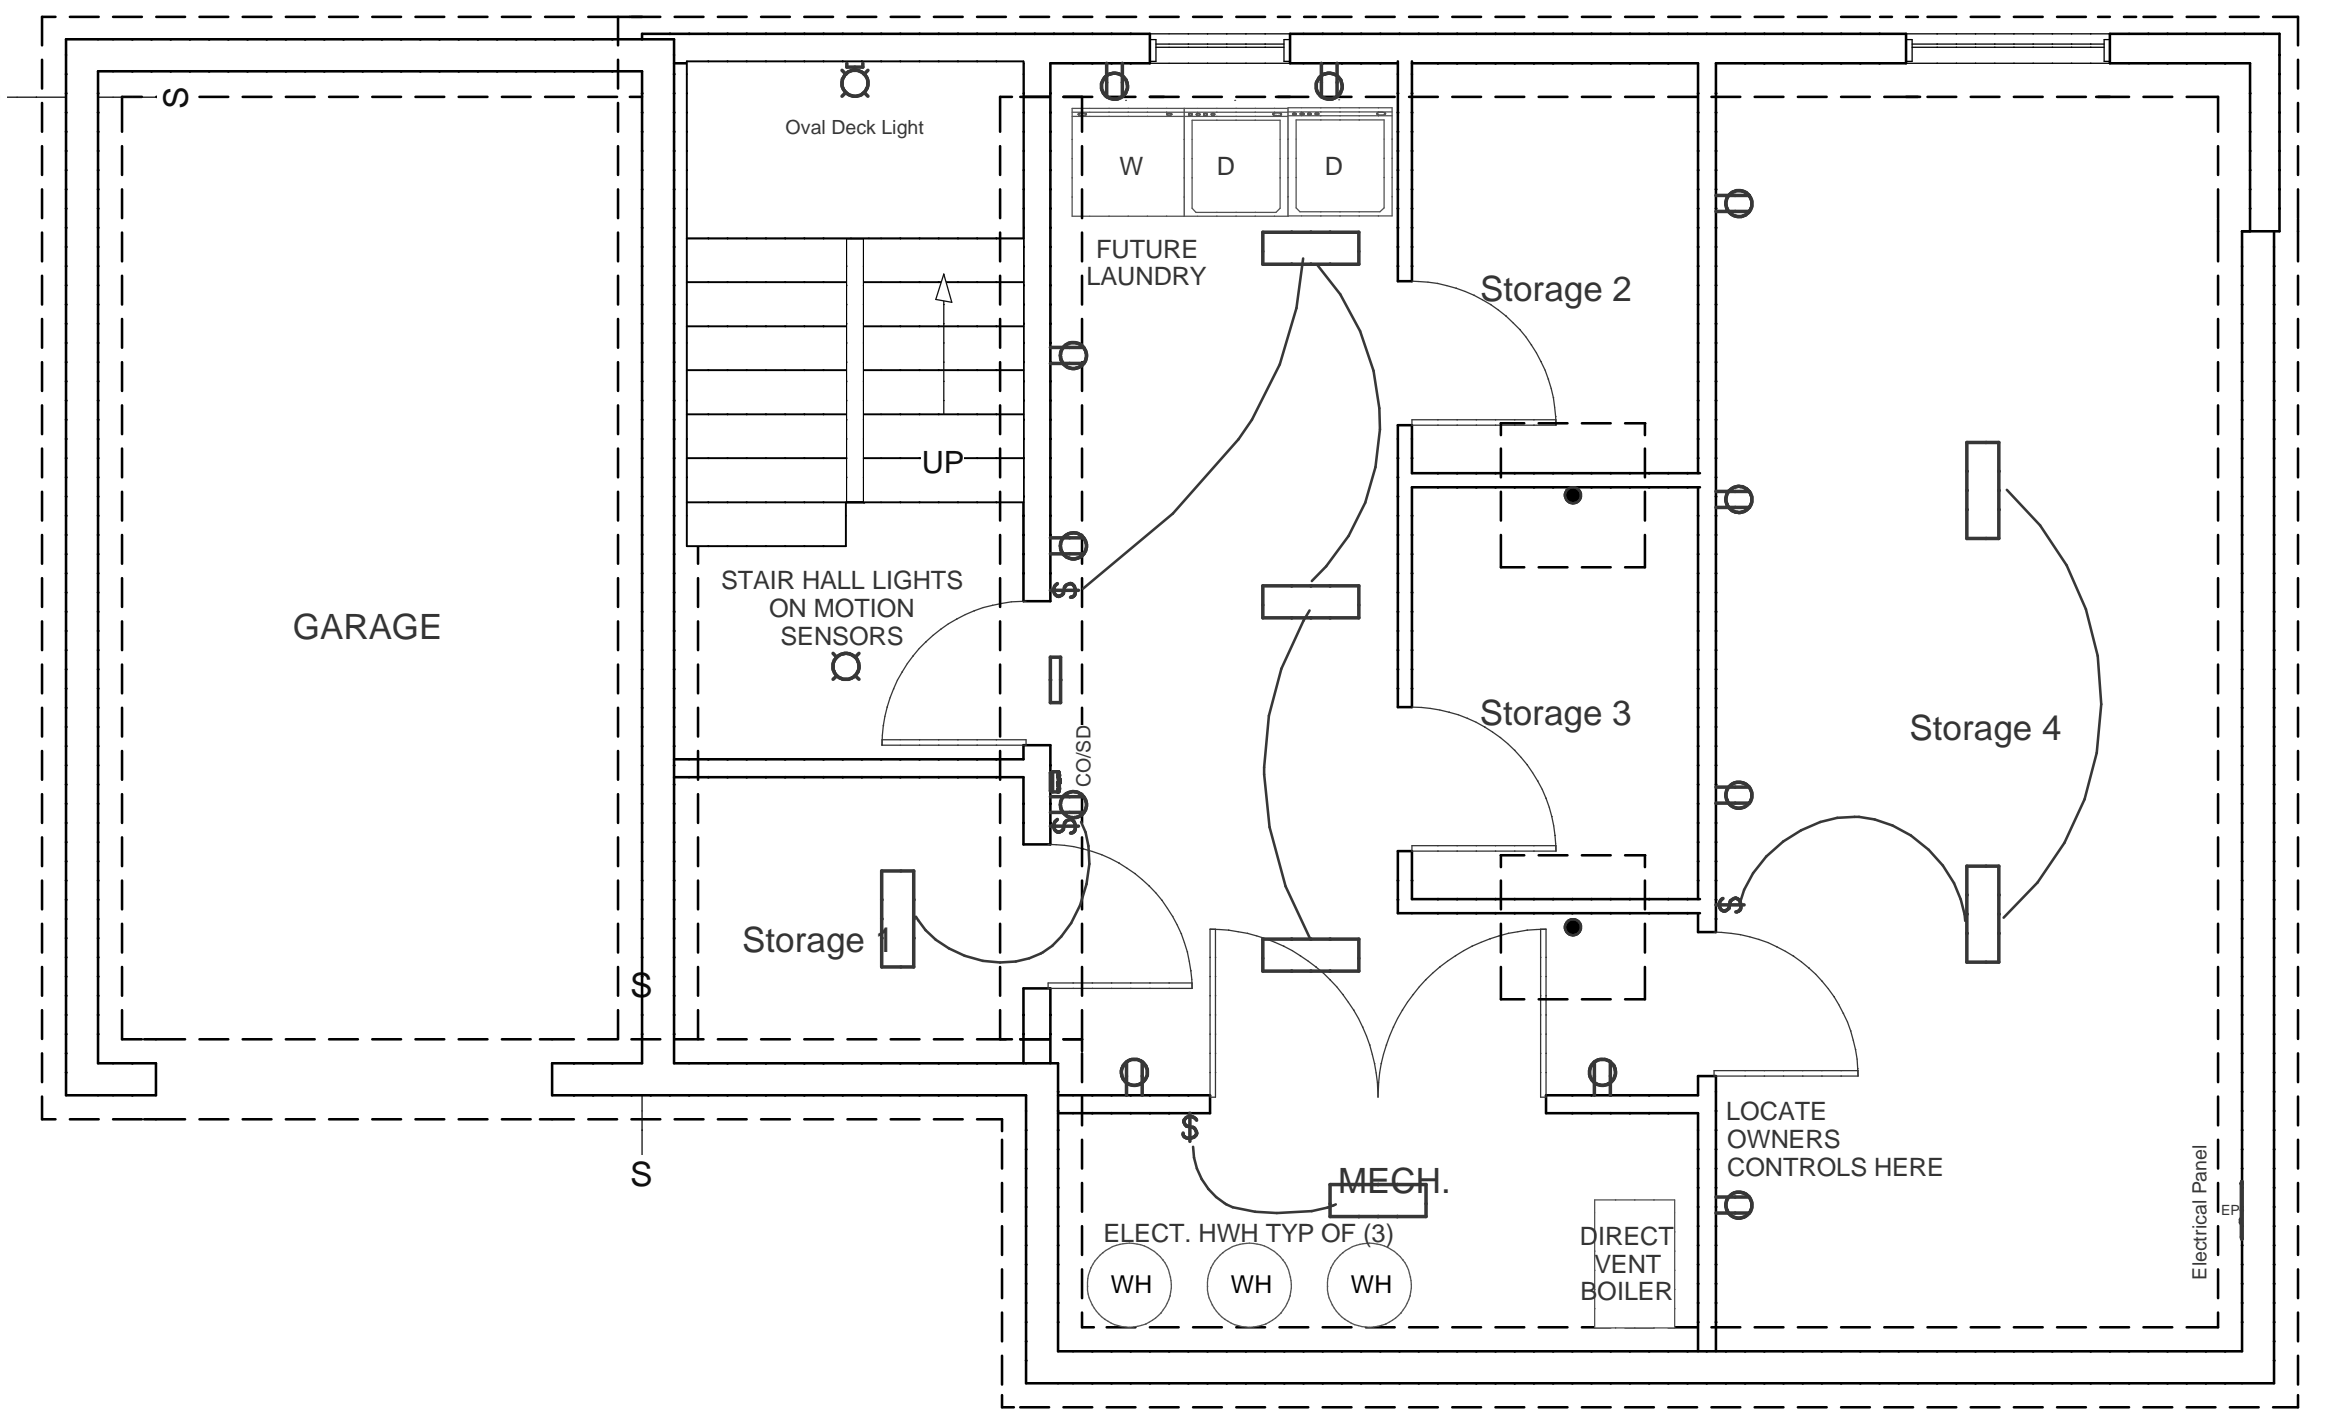 S
Oval Deck Light
W
D
D
FUTURE
LAUNDRY
Storage 2
UP
STAIR HALL LIGHTS
ON MOTION
SENSORS
$
GARAGE
Storage 3
Storage 4
CO/SD
$
$
Storage 1
S
S
$
MECH.
LOCATE
OWNERS
CONTROLS HERE
Electrical Panel
EP
ELECT. HWH TYP OF (3)
WH
WH
WH
DIRECT
VENT
BOILER